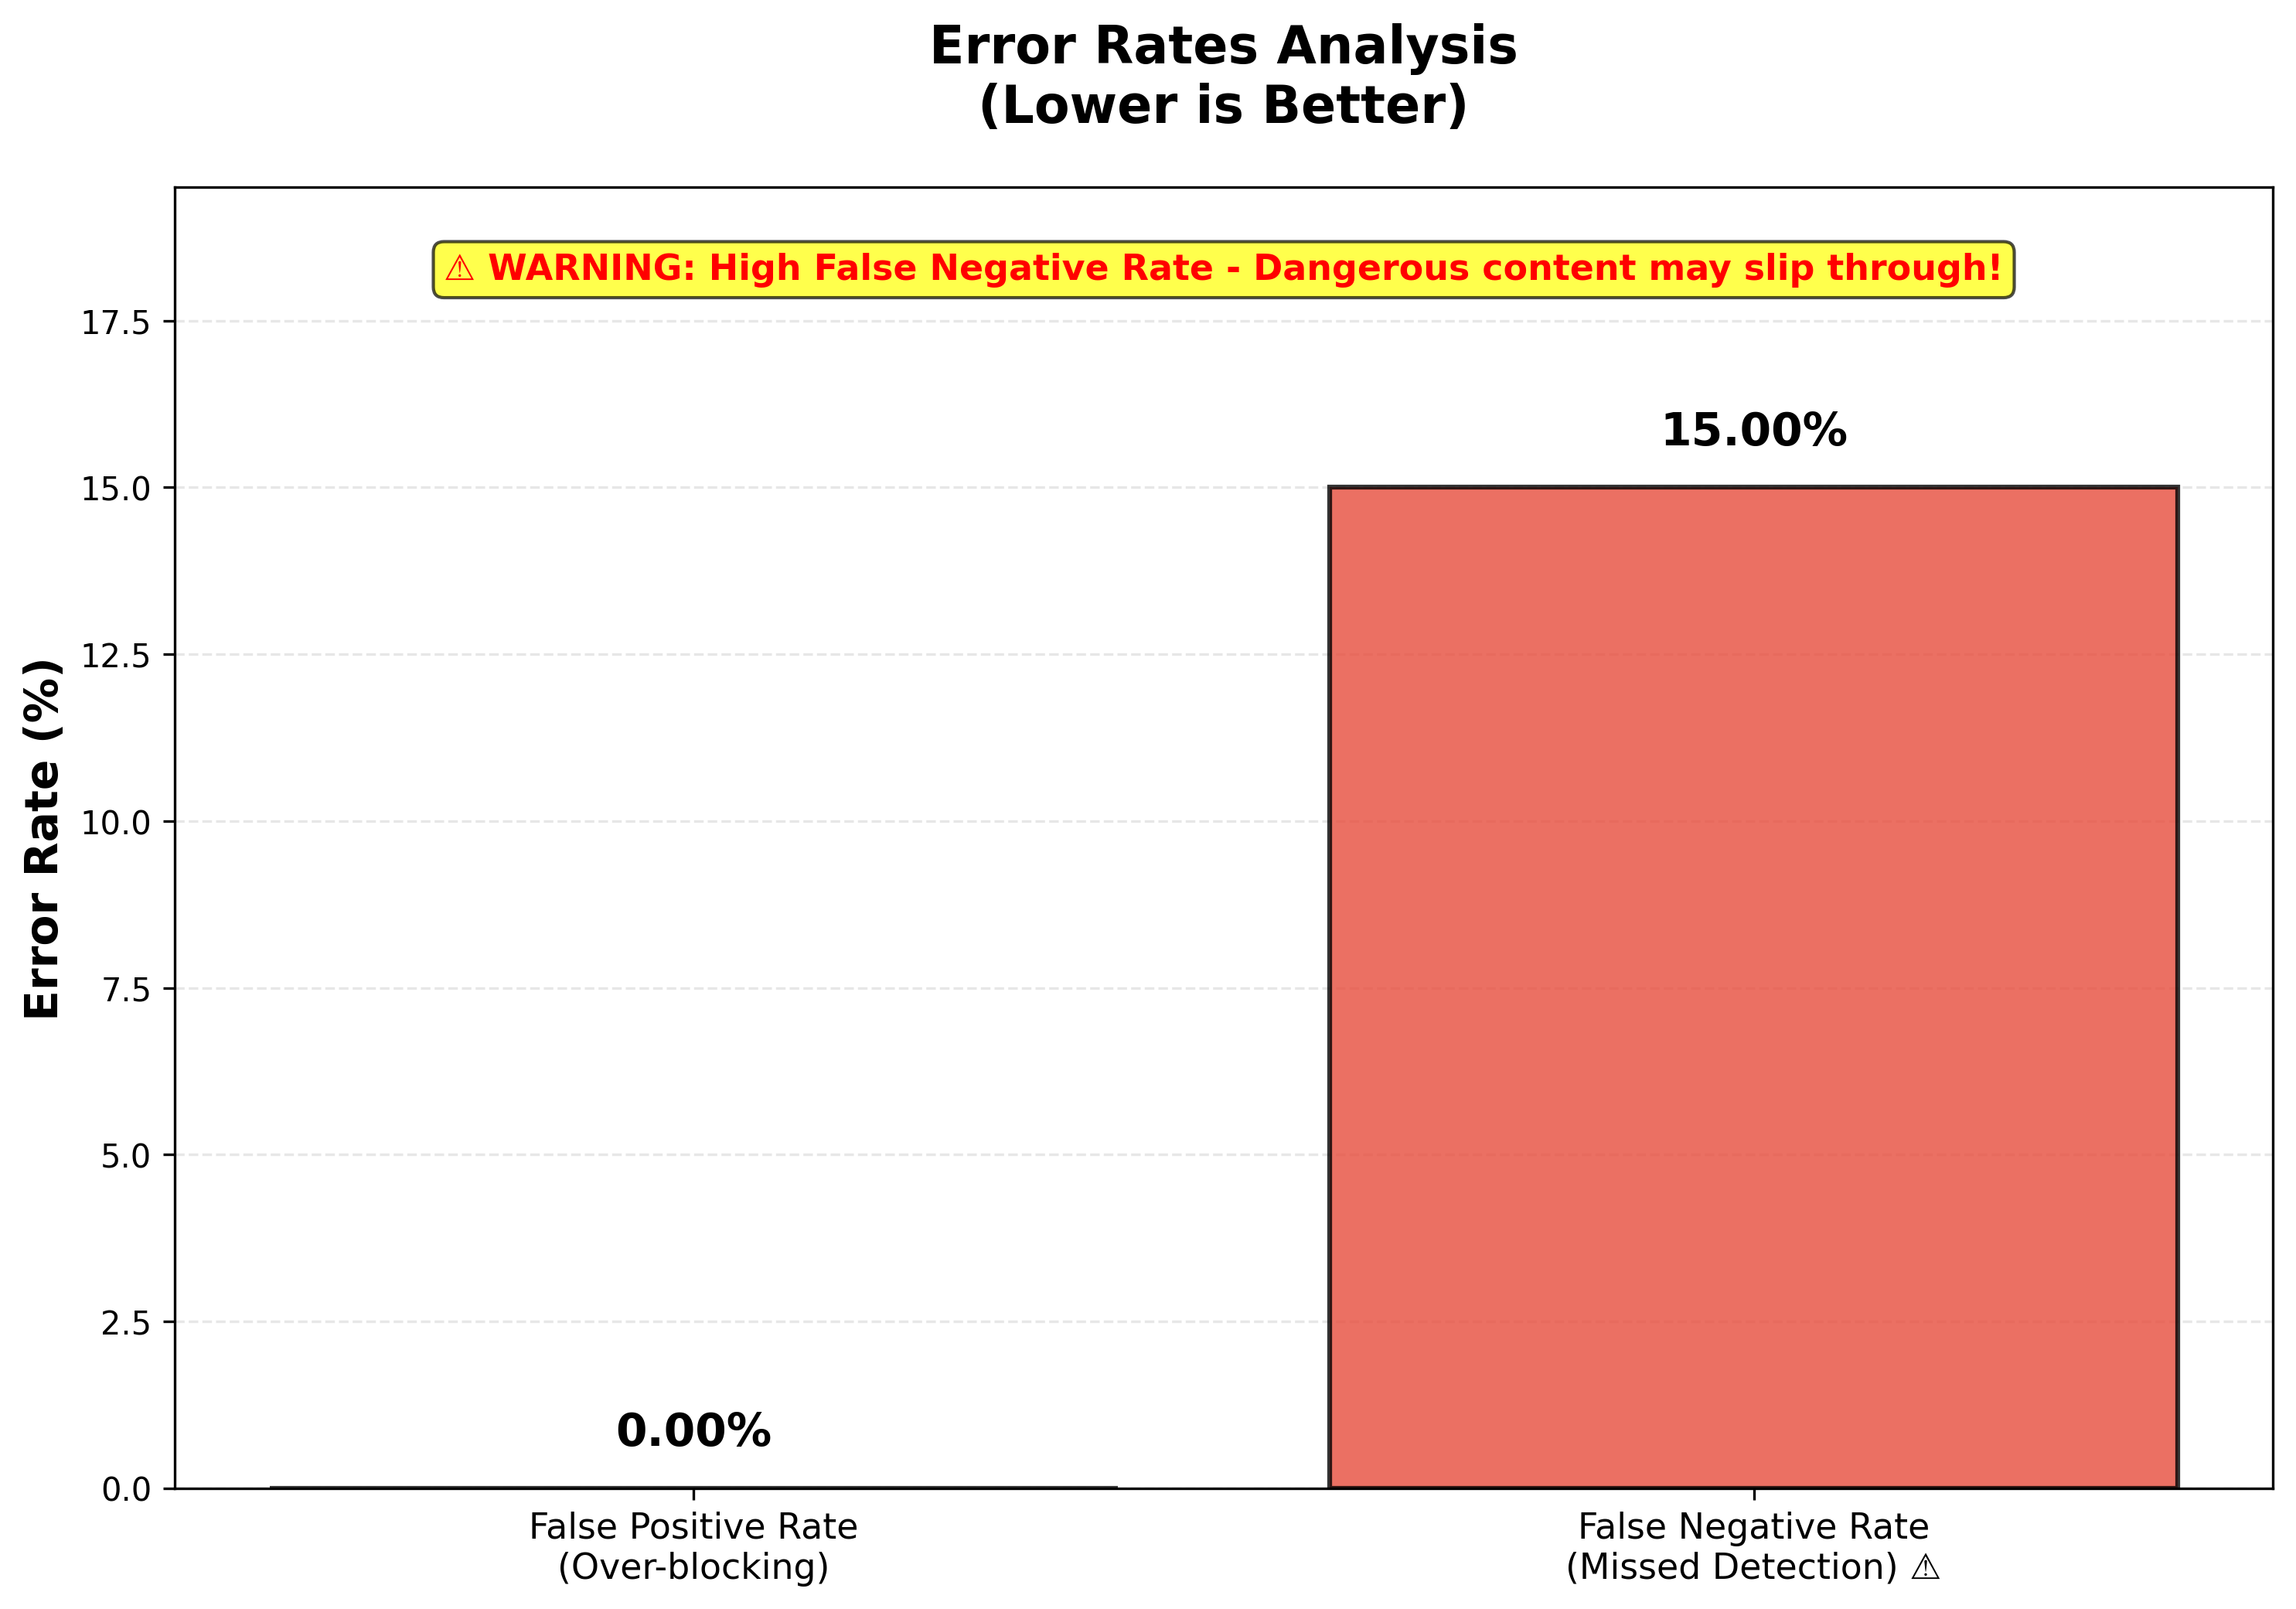 Error Rates Analysis
(Lower is Better)
⚠ WARNING: High False Negative Rate - Dangerous content may slip through!
Error Rate (%)
17.5
15.0
12.5
10.0
7.5
5.0
2.5
0.0
15.00%
0.00%
False Positive Rate
(Over-blocking)
False Negative Rate
(Missed Detection) ⚠